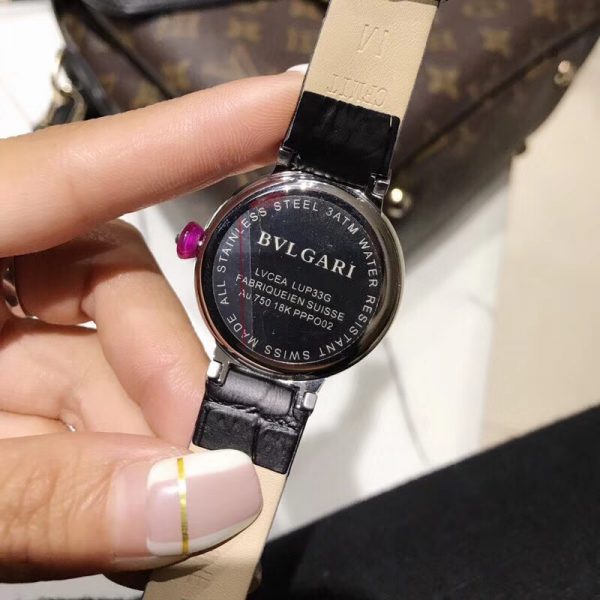 BVLGARI
LVCEA LUP33G
FABRIQUEIEN SUISSE
Au 750 18K PPPO02
ALL STAINLESS STEEL 3ATM WATER RESISTANT SWISS MADE